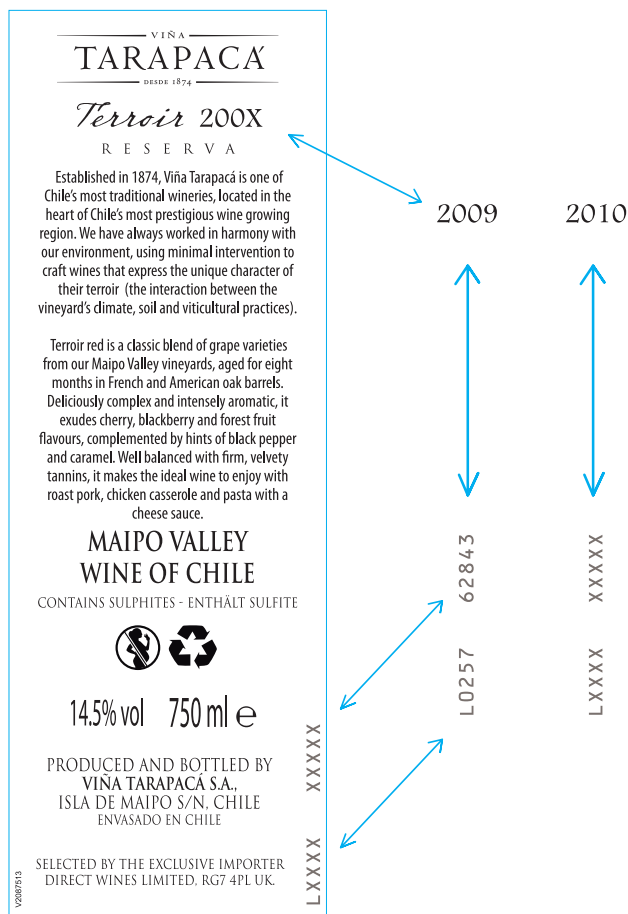 VIÑA
TARAPACÁ
DESDE 1874
Terroir 200X
RESERVA
Established in 1874, Viña Tarapacá is one of
Chile's most traditional wineries, located in the
heart of Chile's most prestigious wine growing
region. We have always worked in harmony with
our environment, using minimal intervention to
craft wines that express the unique character of
their terroir (the interaction between the
vineyard's climate, soil and viticultural practices).
Terroir red is a classic blend of grape varieties
from our Maipo Valley vineyards, aged for eight
months in French and American oak barrels.
Deliciously complex and intensely aromatic, it
exudes cherry, blackberry and forest fruit
flavours, complemented by hints of black pepper
and caramel. Well balanced with firm, velvety
tannins, it makes the ideal wine to enjoy with
roast pork, chicken casserole and pasta with a
cheese sauce.
MAIPO VALLEY
WINE OF CHILE
CONTAINS SULPHITES - ENTHÄLT SULFITE
14.5% vol 750 ml ℮
PRODUCED AND BOTTLED BY
VIÑA TARAPACÁ S.A.,
ISLA DE MAIPO S/N, CHILE
ENVASADO EN CHILE
SELECTED BY THE EXCLUSIVE IMPORTER
DIRECT WINES LIMITED, RG7 4PL UK.
V2087513
LXXXX XXXXX
2009
L0257 62843
2010
LXXXX XXXXX